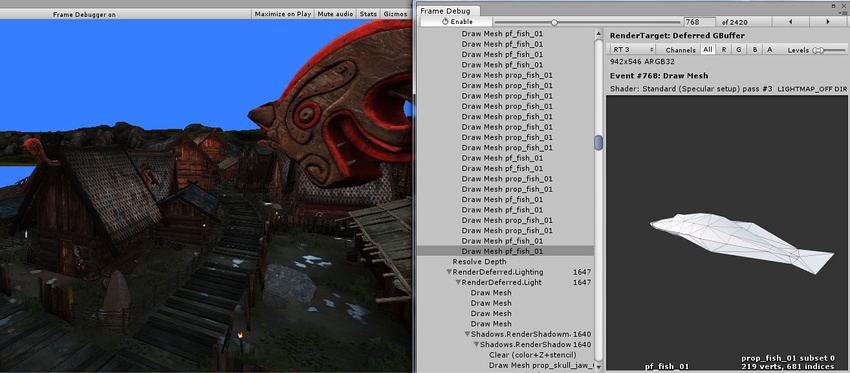 Frame Debugger on
Maximize on Play
Mute audio
Stats
Gizmos
Frame Debug
Enable
768
of 2420
Draw Mesh pf_fish_01
Draw Mesh pf_fish_01
Draw Mesh pf_fish_01
Draw Mesh pf_fish_01
Draw Mesh prop_fish_01
Draw Mesh prop_fish_01
Draw Mesh prop_fish_01
Draw Mesh prop_fish_01
Draw Mesh prop_fish_01
Draw Mesh prop_fish_01
Draw Mesh prop_fish_01
Draw Mesh prop_fish_01
Draw Mesh pf_fish_01
Draw Mesh pf_fish_01
Draw Mesh prop_fish_01
Draw Mesh prop_fish_01
Draw Mesh pf_fish_01
Draw Mesh pf_fish_01
Draw Mesh prop_fish_01
Draw Mesh prop_fish_01
Draw Mesh pf_fish_01
Draw Mesh pf_fish_01
Resolve Depth
RenderDeferred.Lighting 1647
RenderDeferred.Light 1647
Draw Mesh
Draw Mesh
Draw Mesh
Draw Mesh
Shadows.RenderShadowm 1640
Shadows.RenderShadow 1640
Clear (color+Z+stencil)
Draw Mesh prop_skull_jaw_
RenderTarget: Deferred GBuffer
RT 3
Channels
All
R
G
B
A
Levels
942x546 ARGB32
Event #768: Draw Mesh
Shader: Standard (Specular setup) pass #3 LIGHTMAP_OFF DIR
pf_fish_01
prop_fish_01 subset 0
219 verts, 681 indices